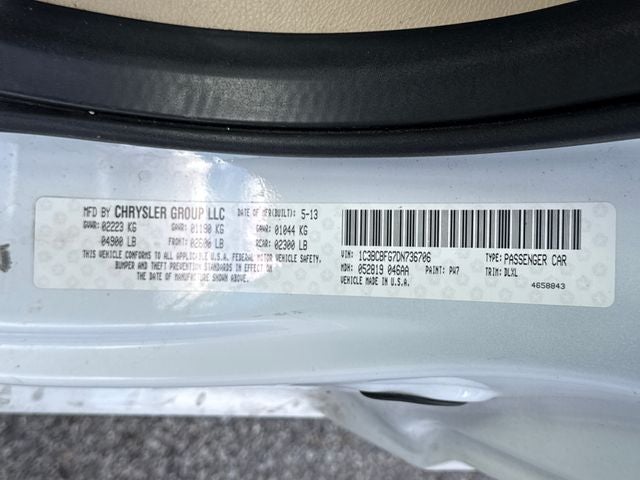 MFD BY CHRYSLER GROUP LLC DATE OF MFR(BUILT): 5-13
GVWR: 02223 KG GAWR: 01180 KG GAWR: 01044 KG
04900 LB FRONT: 02600 LB REAR: 02300 LB
THIS VEHICLE CONFORMS TO ALL APPLICABLE U.S.A. FEDERAL MOTOR VEHICLE SAFETY,
BUMPER AND THEFT PREVENTION STANDARDS IN EFFECT ON
THE DATE OF MANUFACTURE SHOWN ABOVE.
VIN: 1C3BCBFG7DN736706 TYPE: PASSENGER CAR
MDH: 052819 046AA PAINT: PW7 TRIM: DLXL
VEHICLE MADE IN U.S.A.
4658843